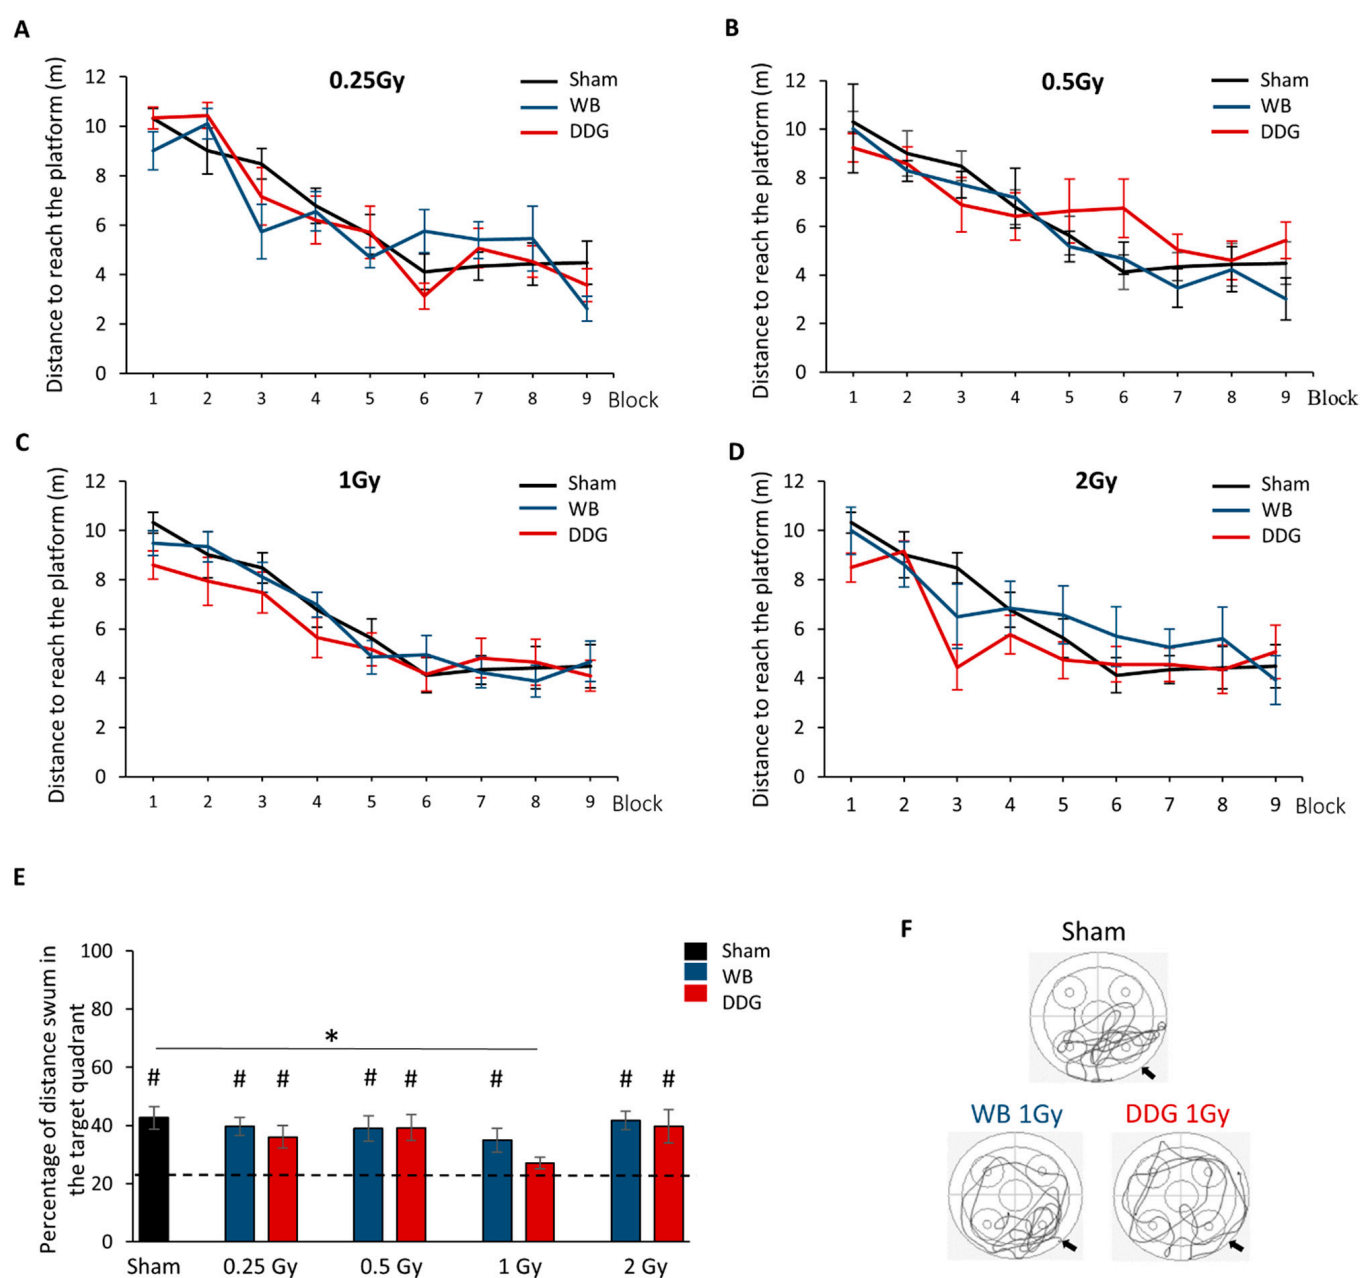 A
0.25Gy
Sham
WB
DDG
Distance to reach the platform (m)
12
10
8
6
4
2
0
1 2 3 4 5 6 7 8 9 Block
B
0.5Gy
Sham
WB
DDG
Distance to reach the platform (m)
12
10
8
6
4
2
0
1 2 3 4 5 6 7 8 9 Block
C
1Gy
Sham
WB
DDG
Distance to reach the platform (m)
12
10
8
6
4
2
0
1 2 3 4 5 6 7 8 9 Block
D
2Gy
Sham
WB
DDG
Distance to reach the platform (m)
12
10
8
6
4
2
0
1 2 3 4 5 6 7 8 9 Block
E
Sham
WB
DDG
Percentage of distance swum in
the target quadrant
100
80
60
40
20
0
*
# # # # # # # #
Sham 0.25 Gy 0.5 Gy 1 Gy 2 Gy
F
Sham
WB 1Gy DDG 1Gy